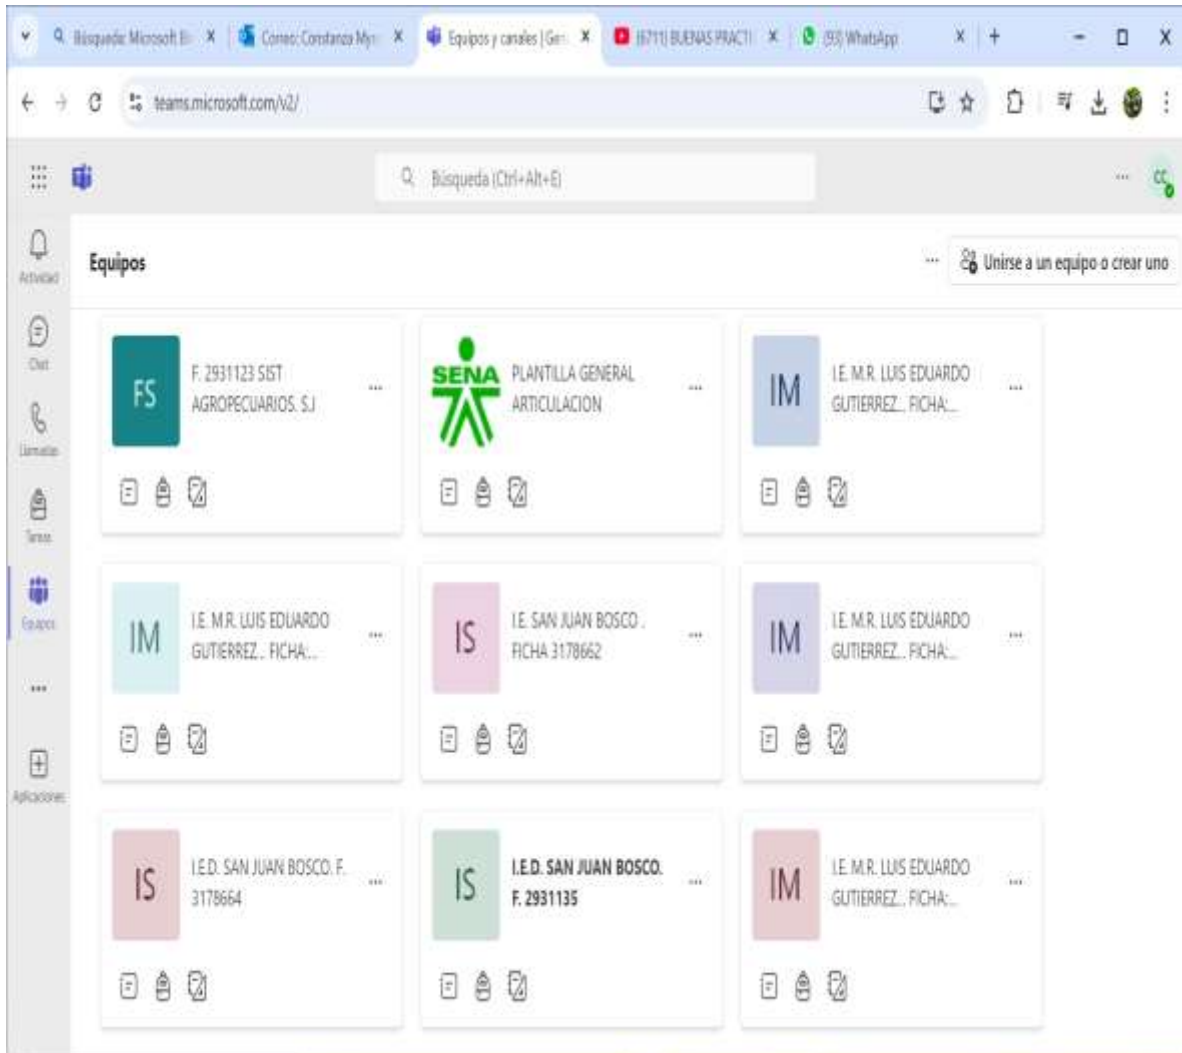 Búsqueda: Microsoft B
Correo: Constanza Myr
Equipos y canales | Gen
(6711) BUENAS PRACTI
(93) WhatsApp
teams.microsoft.com/v2/
Búsqueda (Ctrl+Alt+E)
CC
Actividad
Chat
Llamadas
Tareas
Equipos
Aplicaciones
Equipos
Unirse a un equipo o crear uno
FS
F. 2931123 SIST
AGROPECUARIOS. S.J
SENA
PLANTILLA GENERAL
ARTICULACION
IM
I.E. M.R. LUIS EDUARDO
GUTIERREZ... FICHA:...
IM
I.E. M.R. LUIS EDUARDO
GUTIERREZ... FICHA:...
IS
I.E. SAN JUAN BOSCO .
FICHA 3178662
IM
I.E. M.R. LUIS EDUARDO
GUTIERREZ... FICHA:...
IS
I.E.D. SAN JUAN BOSCO. F.
3178664
IS
I.E.D. SAN JUAN BOSCO.
F. 2931135
IM
I.E. M.R. LUIS EDUARDO
GUTIERREZ... FICHA:...